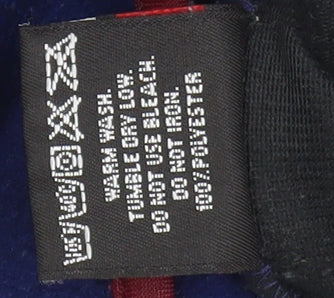 WARM WASH.
TUMBLE DRY LOW.
DO NOT USE BLEACH.
DO NOT IRON.
100/.POLYESTER